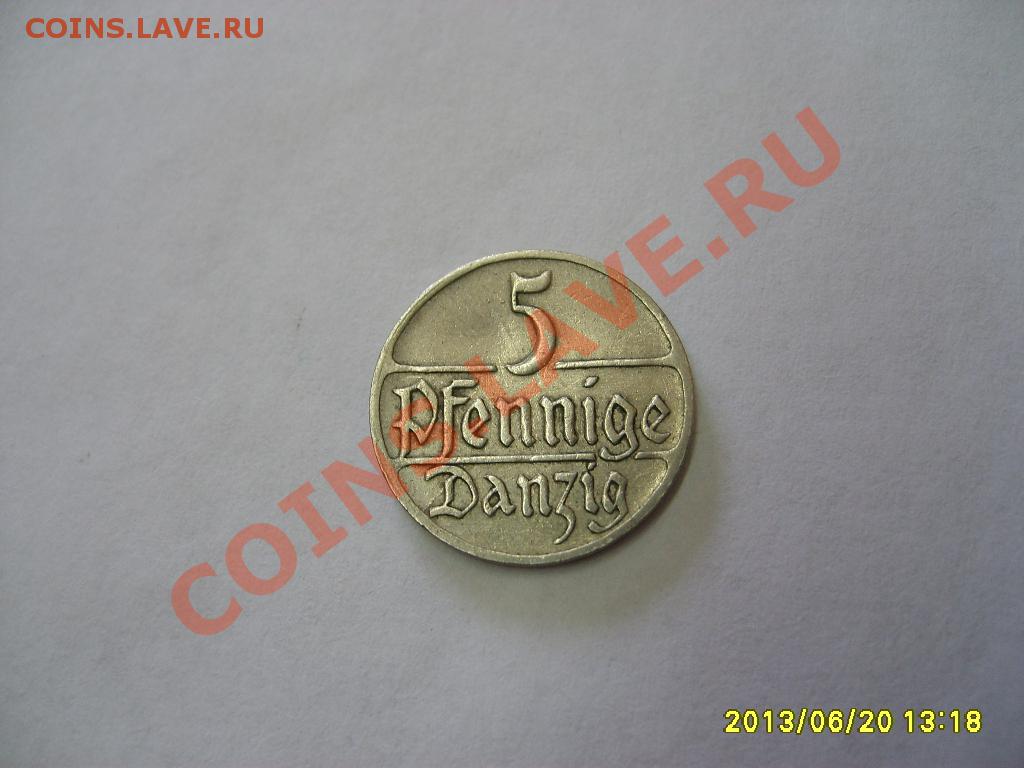 COINS.LAVE.RU
COINS.LAVE.RU
5
Pfennige
Danzig
2013/06/20 13:18